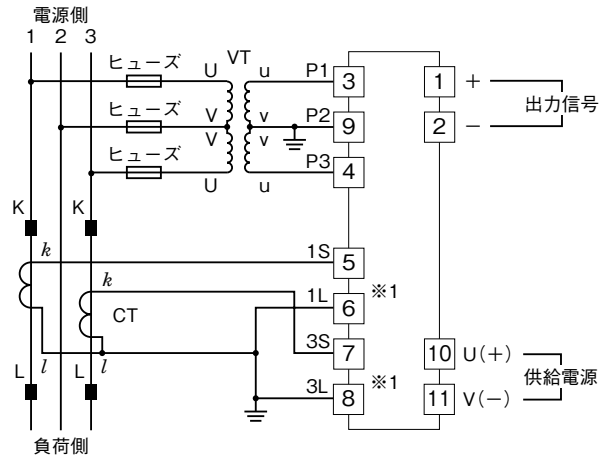 電源側
1 2 3
ヒューズ
ヒューズ
ヒューズ
VT
U u
V v
V v
U u
P1 3
P2 9
P3 4
1 +
2 −
出力信号
K K
k
k
CT
L l L l
1S 5
1L 6 ※1
3S 7
3L 8 ※1
10 U(+)
11 V(−)
供給電源
負荷側